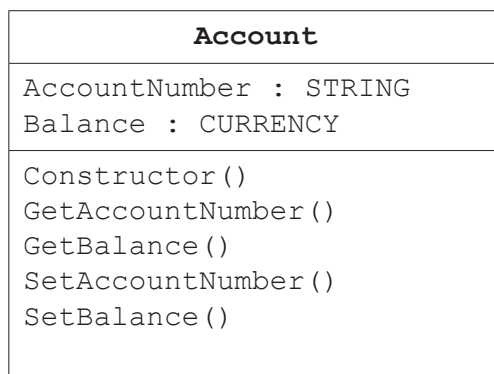 Account
AccountNumber : STRING
Balance : CURRENCY
Constructor()
GetAccountNumber()
GetBalance()
SetAccountNumber()
SetBalance()